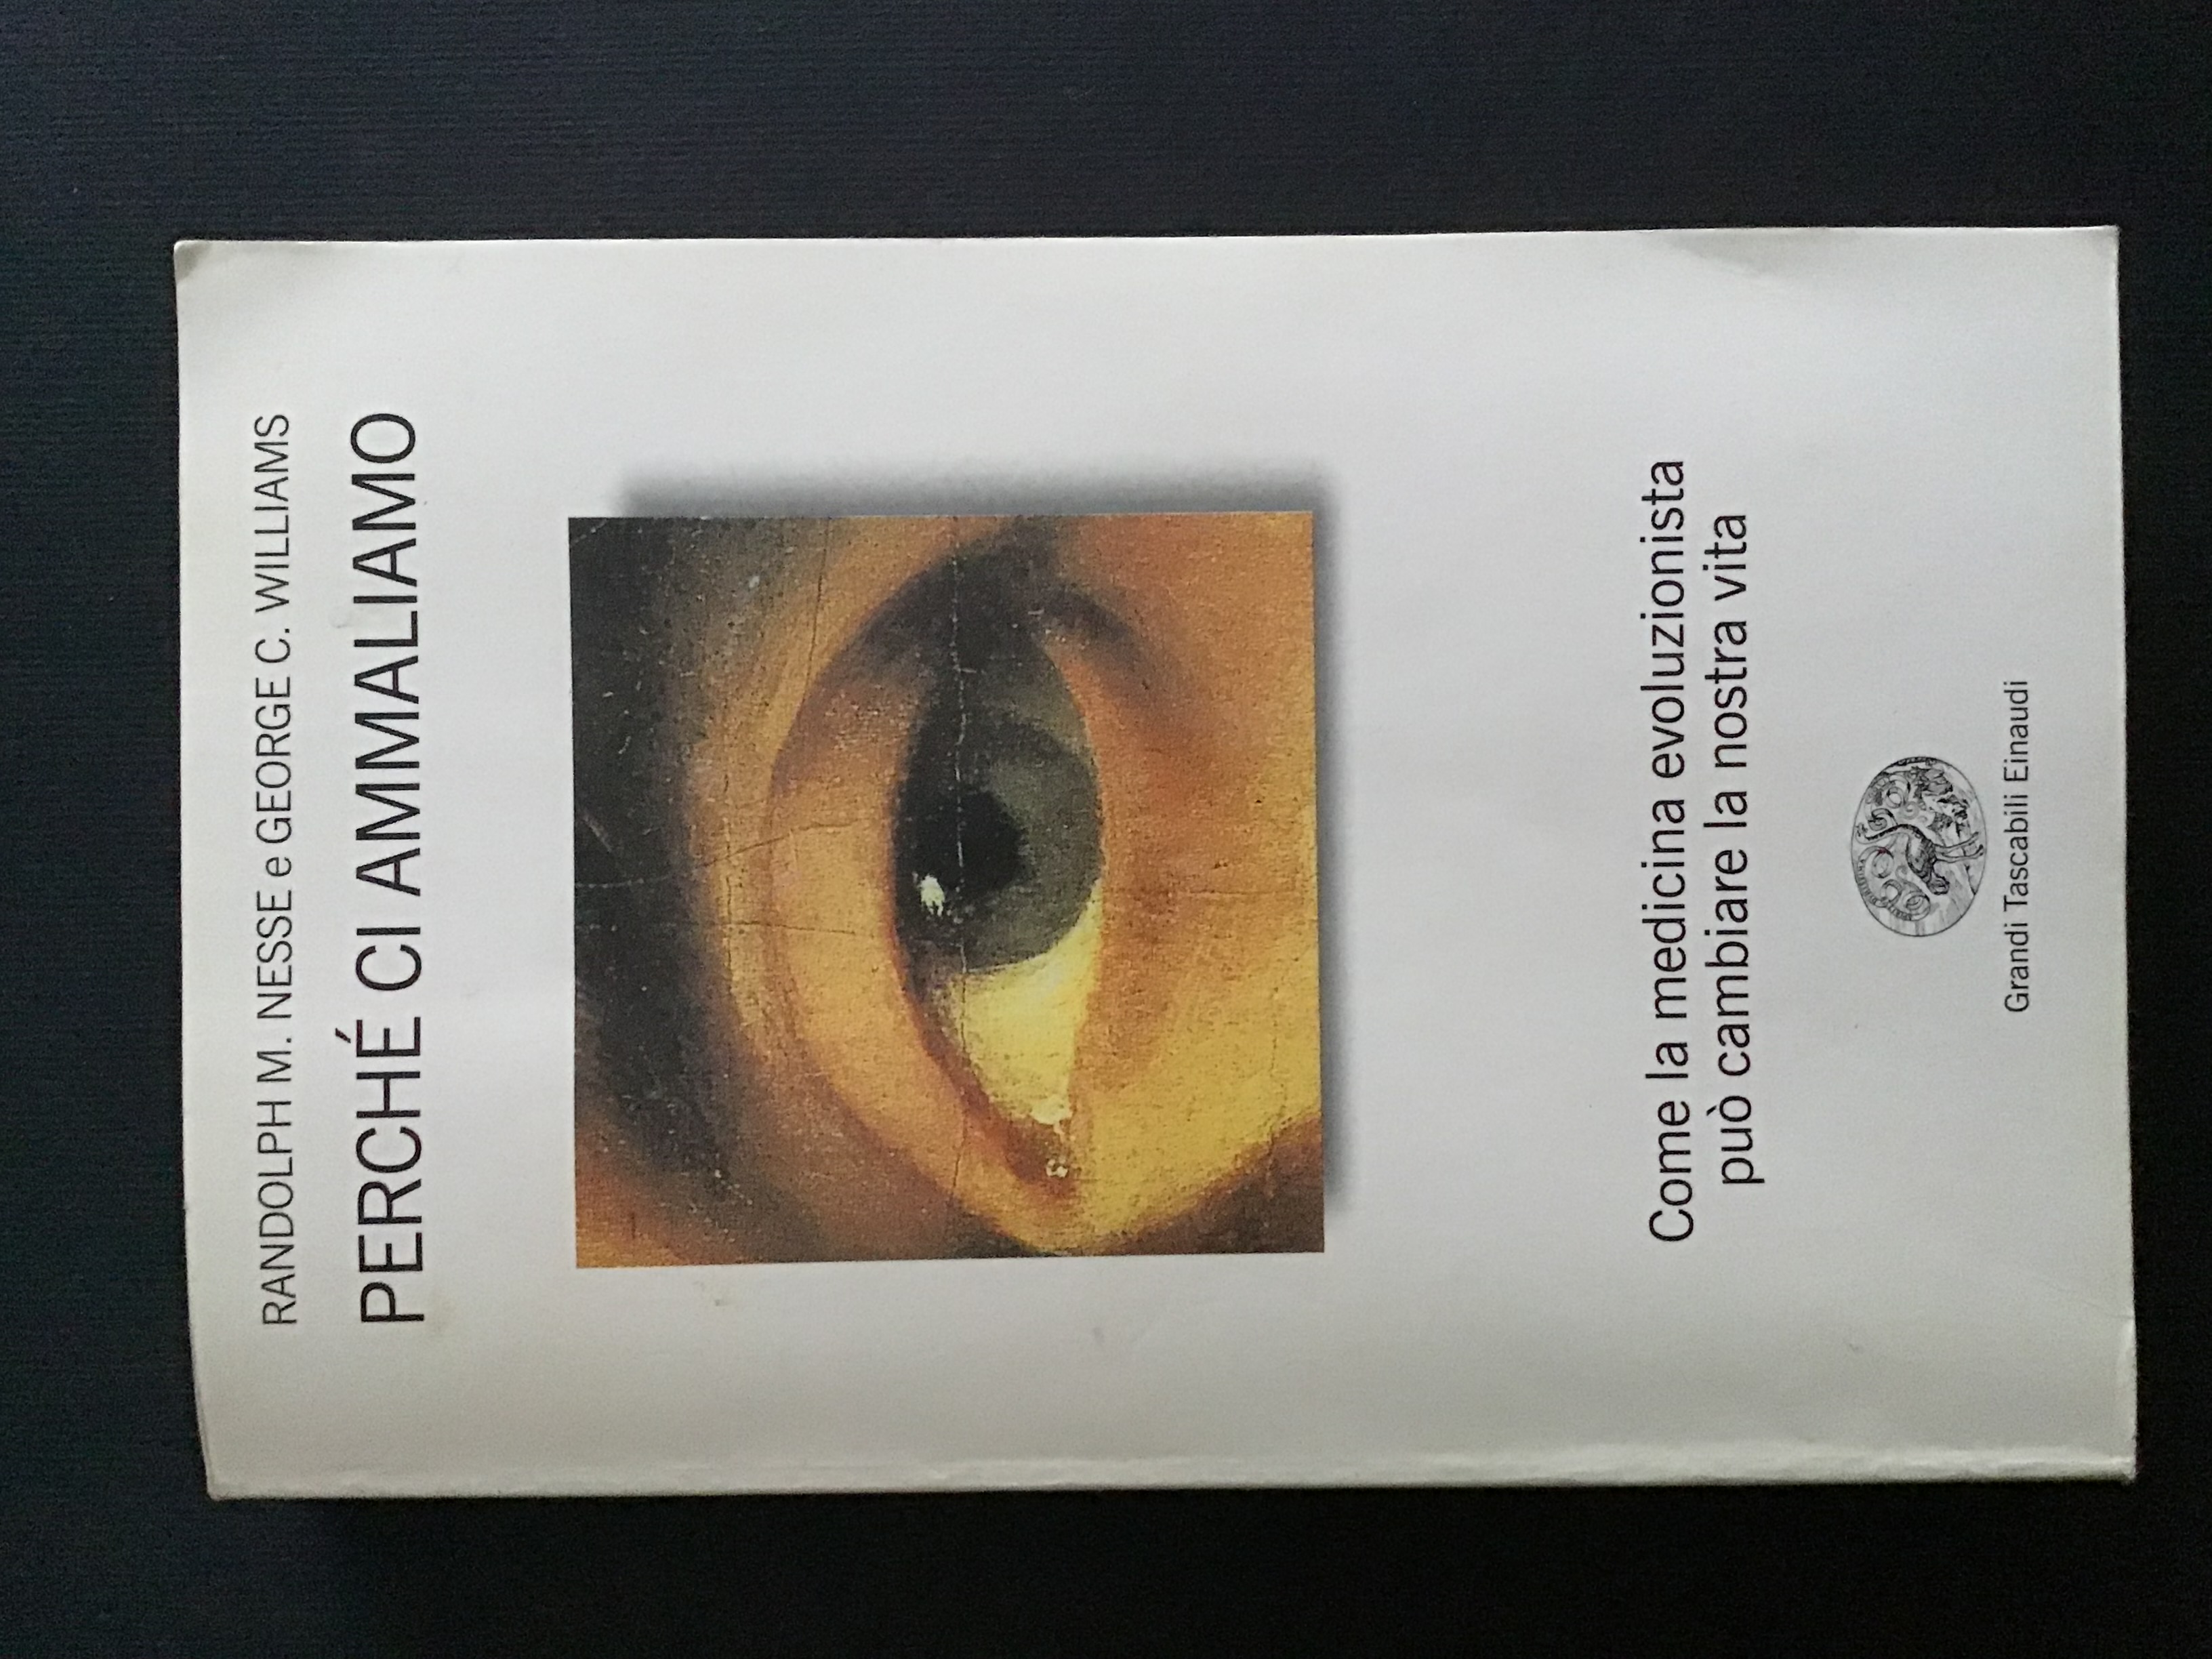 RANDOLPH M. NESSE e GEORGE C. WILLIAMS
PERCHÉ CI AMMALIAMO
Come la medicina evoluzionista
può cambiare la nostra vita
Grandi Tascabili Einaudi